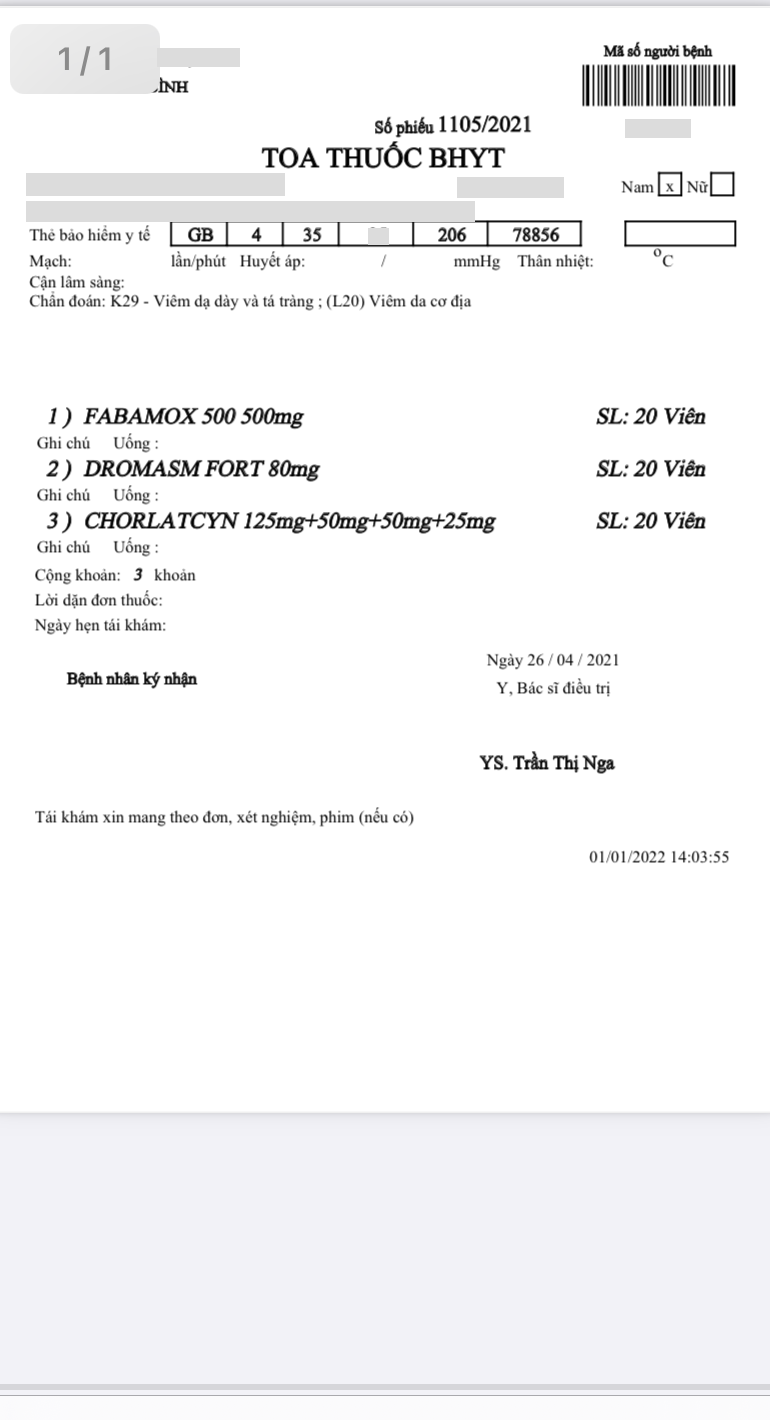 1/1
Mã số người bệnh
ÌNH
Số phiếu 1105/2021
TOA THUỐC BHYT
Nam x Nữ
Thẻ bảo hiểm y tế GB 4 35 206 78856
Mạch: lần/phút Huyết áp: / mmHg Thân nhiệt: °C
Cận lâm sàng:
Chẩn đoán: K29 - Viêm dạ dày và tá tràng ; (L20) Viêm da cơ địa
1 ) FABAMOX 500 500mg SL: 20 Viên
Ghi chú Uống :
2 ) DROMASM FORT 80mg SL: 20 Viên
Ghi chú Uống :
3 ) CHORLATCYN 125mg+50mg+50mg+25mg SL: 20 Viên
Ghi chú Uống :
Cộng khoản: 3 khoản
Lời dặn đơn thuốc:
Ngày hẹn tái khám:
Ngày 26 / 04 / 2021
Bệnh nhân ký nhận
Y, Bác sĩ điều trị
YS. Trần Thị Nga
Tái khám xin mang theo đơn, xét nghiệm, phim (nếu có)
01/01/2022 14:03:55